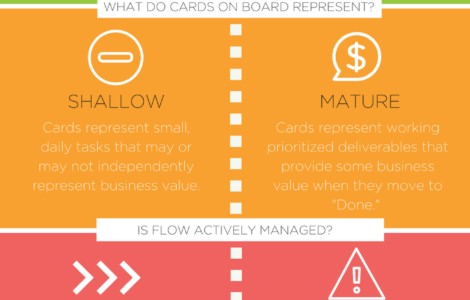 WHAT DO CARDS ON BOARD REPRESENT?
$
SHALLOW
Cards represent small,
daily tasks that may or
may not independently
represent business value.
MATURE
Cards represent working
prioritized deliverables that
provide some business
value when they move to
"Done."
IS FLOW ACTIVELY MANAGED?
!